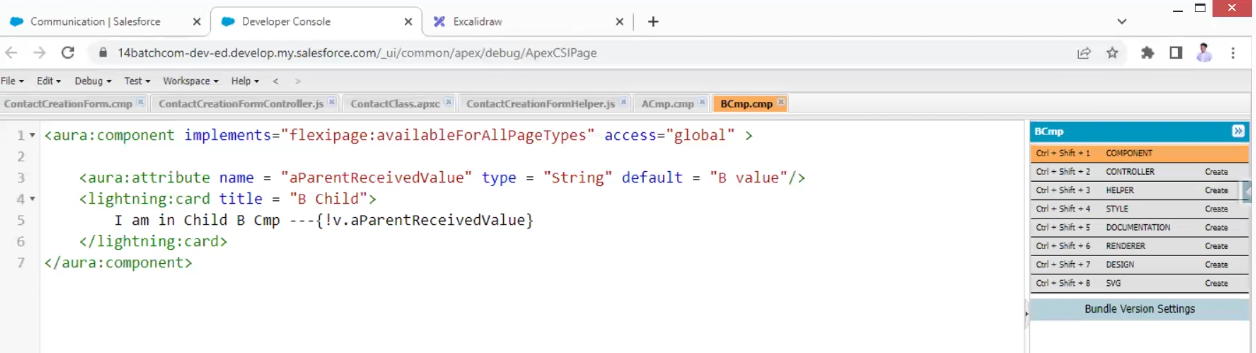 Communication | Salesforce
Developer Console
Excalidraw
14batchcom-dev-ed.develop.my.salesforce.com/_ui/common/apex/debug/ApexCSIPage
File Edit Debug Test Workspace Help < >
ContactCreationForm.cmp ContactCreationFormController.js ContactClass.apxc ContactCreationFormHelper.js ACmp.cmp BCmp.cmp
1 <aura:component implements="flexipage:availableForAllPageTypes" access="global" >
2
3 <aura:attribute name = "aParentReceivedValue" type = "String" default = "B value"/>
4 <lightning:card title = "B Child">
5 I am in Child B Cmp ---{!v.aParentReceivedValue}
6 </lightning:card>
7 </aura:component>
BCmp
Ctrl + Shift + 1 COMPONENT
Ctrl + Shift + 2 CONTROLLER Create
Ctrl + Shift + 3 HELPER Create
Ctrl + Shift + 4 STYLE Create
Ctrl + Shift + 5 DOCUMENTATION Create
Ctrl + Shift + 6 RENDERER Create
Ctrl + Shift + 7 DESIGN Create
Ctrl + Shift + 8 SVG Create
Bundle Version Settings